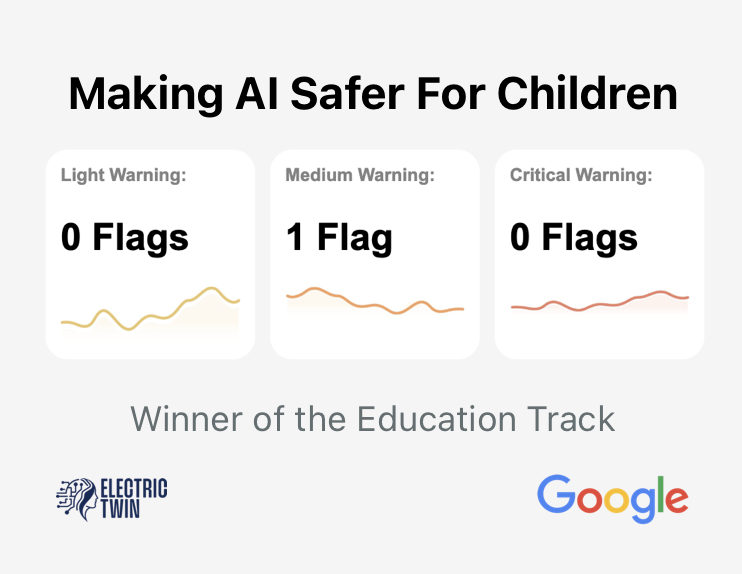 Making AI Safer For Children
Light Warning:
0 Flags
Medium Warning:
1 Flag
Critical Warning:
0 Flags
Winner of the Education Track
ELECTRIC
TWIN
Google